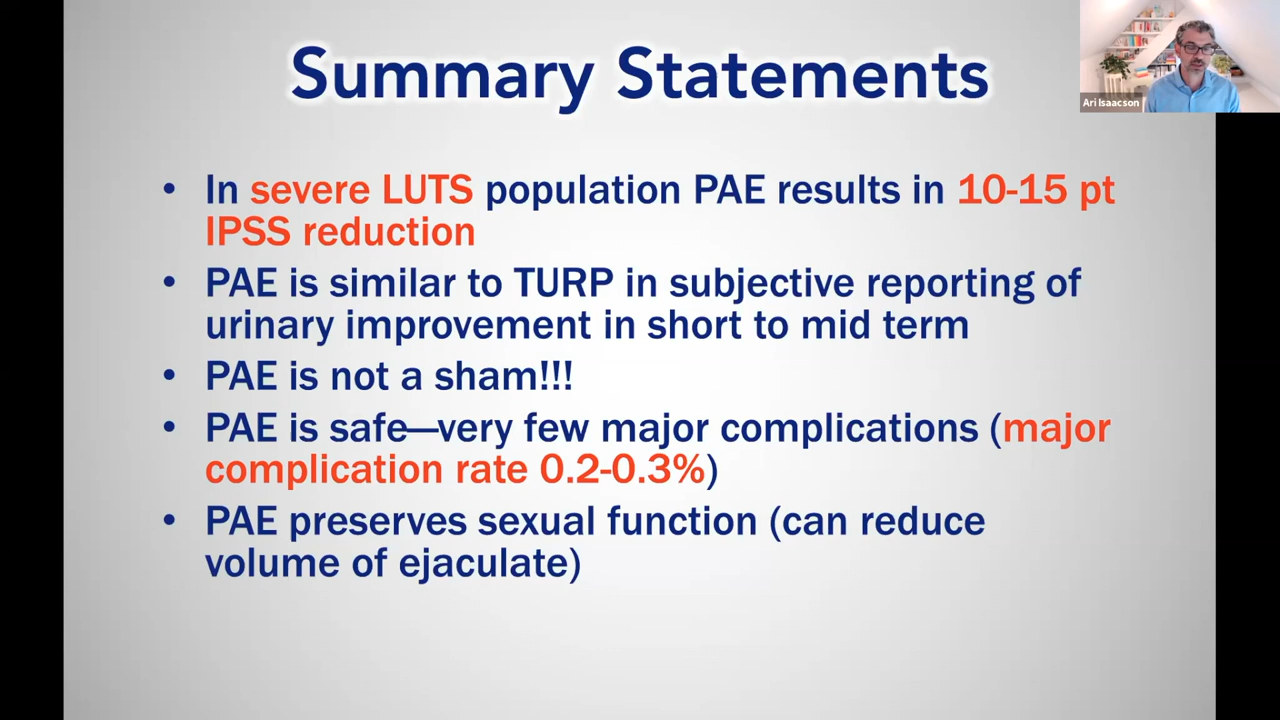 Summary Statements
Ari Isaacson
• In severe LUTS population PAE results in 10-15 pt
IPSS reduction
• PAE is similar to TURP in subjective reporting of
urinary improvement in short to mid term
• PAE is not a sham!!!
• PAE is safe—very few major complications (major
complication rate 0.2-0.3%)
• PAE preserves sexual function (can reduce
volume of ejaculate)